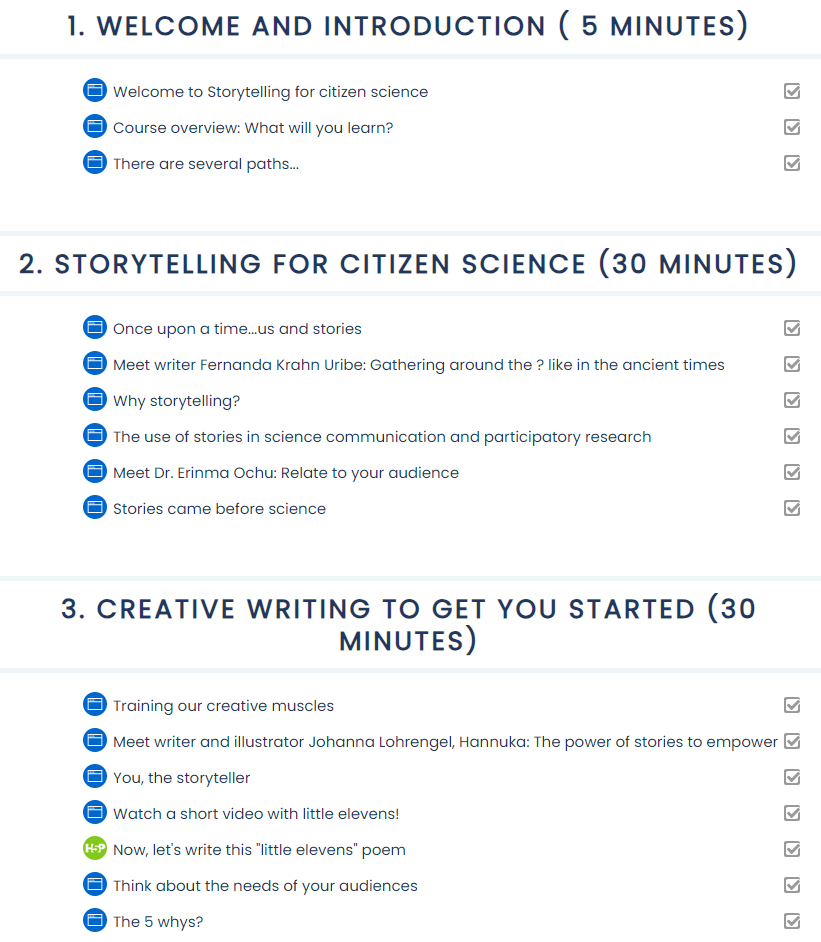 1. WELCOME AND INTRODUCTION ( 5 MINUTES)
Welcome to Storytelling for citizen science
Course overview: What will you learn?
There are several paths...
2. STORYTELLING FOR CITIZEN SCIENCE (30 MINUTES)
Once upon a time...us and stories
Meet writer Fernanda Krahn Uribe: Gathering around the ? like in the ancient times
Why storytelling?
The use of stories in science communication and participatory research
Meet Dr. Erinma Ochu: Relate to your audience
Stories came before science
3. CREATIVE WRITING TO GET YOU STARTED (30
MINUTES)
Training our creative muscles
Meet writer and illustrator Johanna Lohrengel, Hannuka: The power of stories to empower
You, the storyteller
Watch a short video with little elevens!
H-P Now, let's write this "little elevens" poem
Think about the needs of your audiences
The 5 whys?